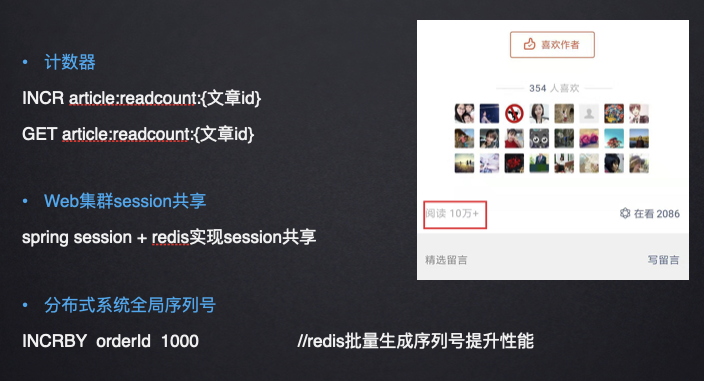 • 计数器
INCR article:readcount:{文章id}
GET article:readcount:{文章id}
• Web集群session共享
spring session + redis实现session共享
• 分布式系统全局序列号
INCRBY orderId 1000 //redis批量生成序列号提升性能
喜欢作者
354 人喜欢
阅读 10万+ 在看 2086
精选留言 写留言